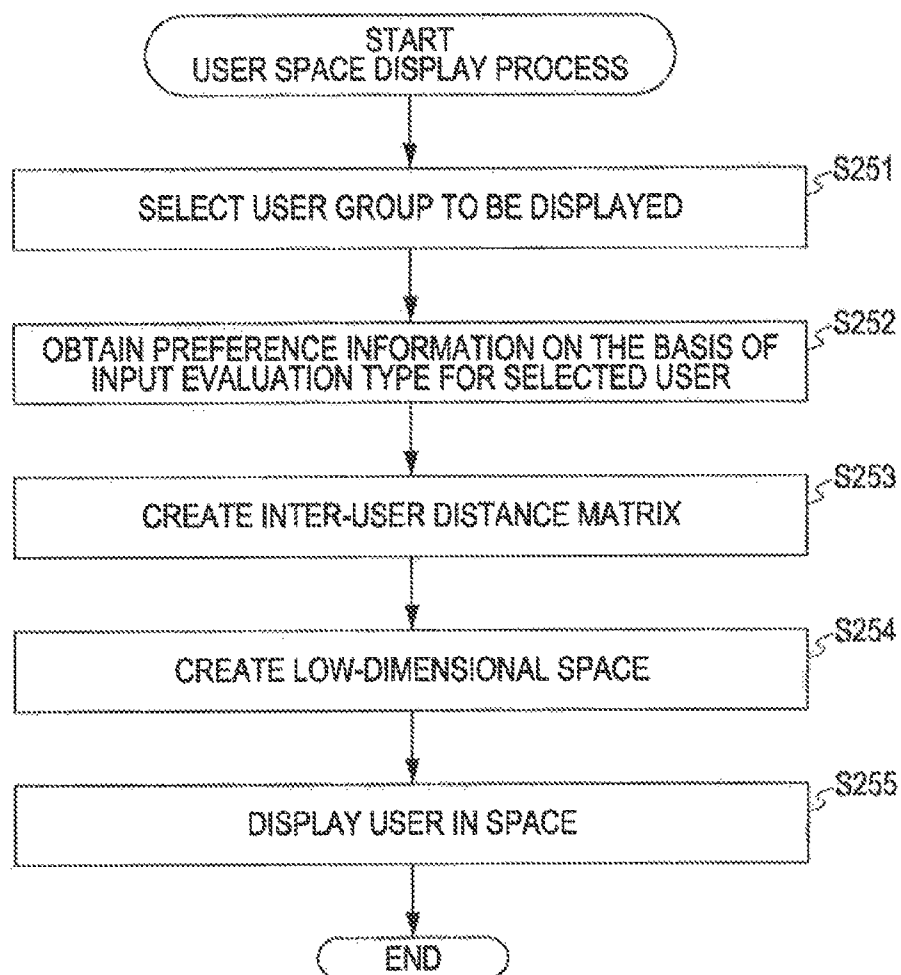 START
USER SPACE DISPLAY PROCESS
S251
SELECT USER GROUP TO BE DISPLAYED
S252
OBTAIN PREFERENCE INFORMATION ON THE BASIS OF
INPUT EVALUATION TYPE FOR SELECTED USER
S253
CREATE INTER-USER DISTANCE MATRIX
S254
CREATE LOW-DIMENSIONAL SPACE
S255
DISPLAY USER IN SPACE
END